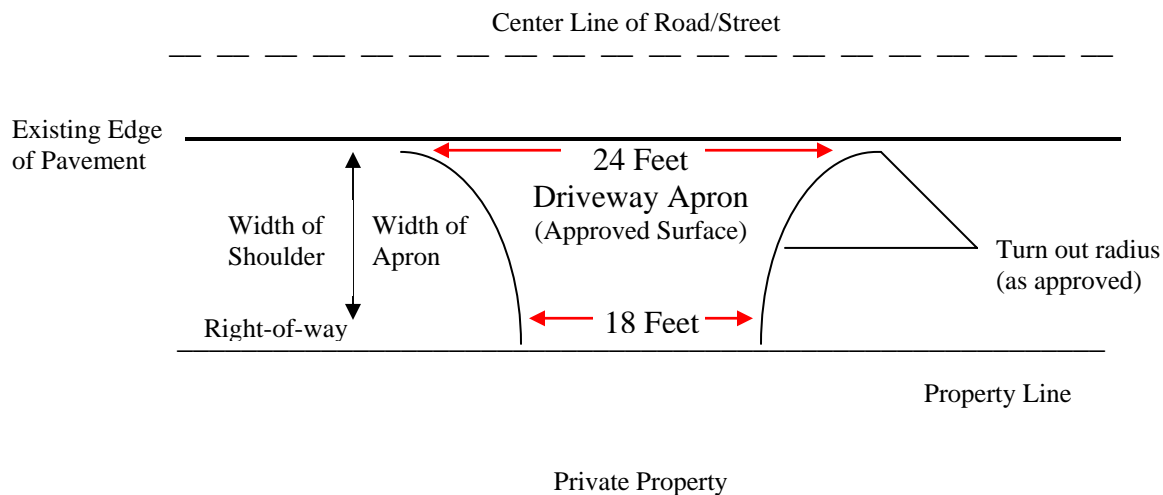 Center Line of Road/Street
Existing Edge
of Pavement
24 Feet
Driveway Apron
(Approved Surface)
Width of
Shoulder
Width of
Apron
Turn out radius
(as approved)
Right-of-way
18 Feet
Property Line
Private Property